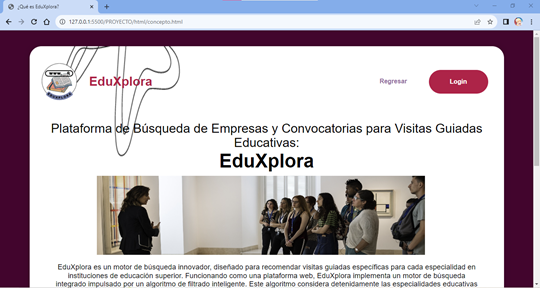 ¿Qué es EduXplora?
127.0.0.1:5500/PROYECTO/html/concepto.html
EduXplora
Regresar
Login
Plataforma de Búsqueda de Empresas y Convocatorias para Visitas Guiadas
Educativas:
EduXplora
EduXplora es un motor de búsqueda innovador, diseñado para recomendar visitas guiadas específicas para cada especialidad en
instituciones de educación superior. Funcionando como una plataforma web, EduXplora implementa un motor de búsqueda
integrado impulsado por un algoritmo de filtrado inteligente. Este algoritmo considera detenidamente las especialidades educativas